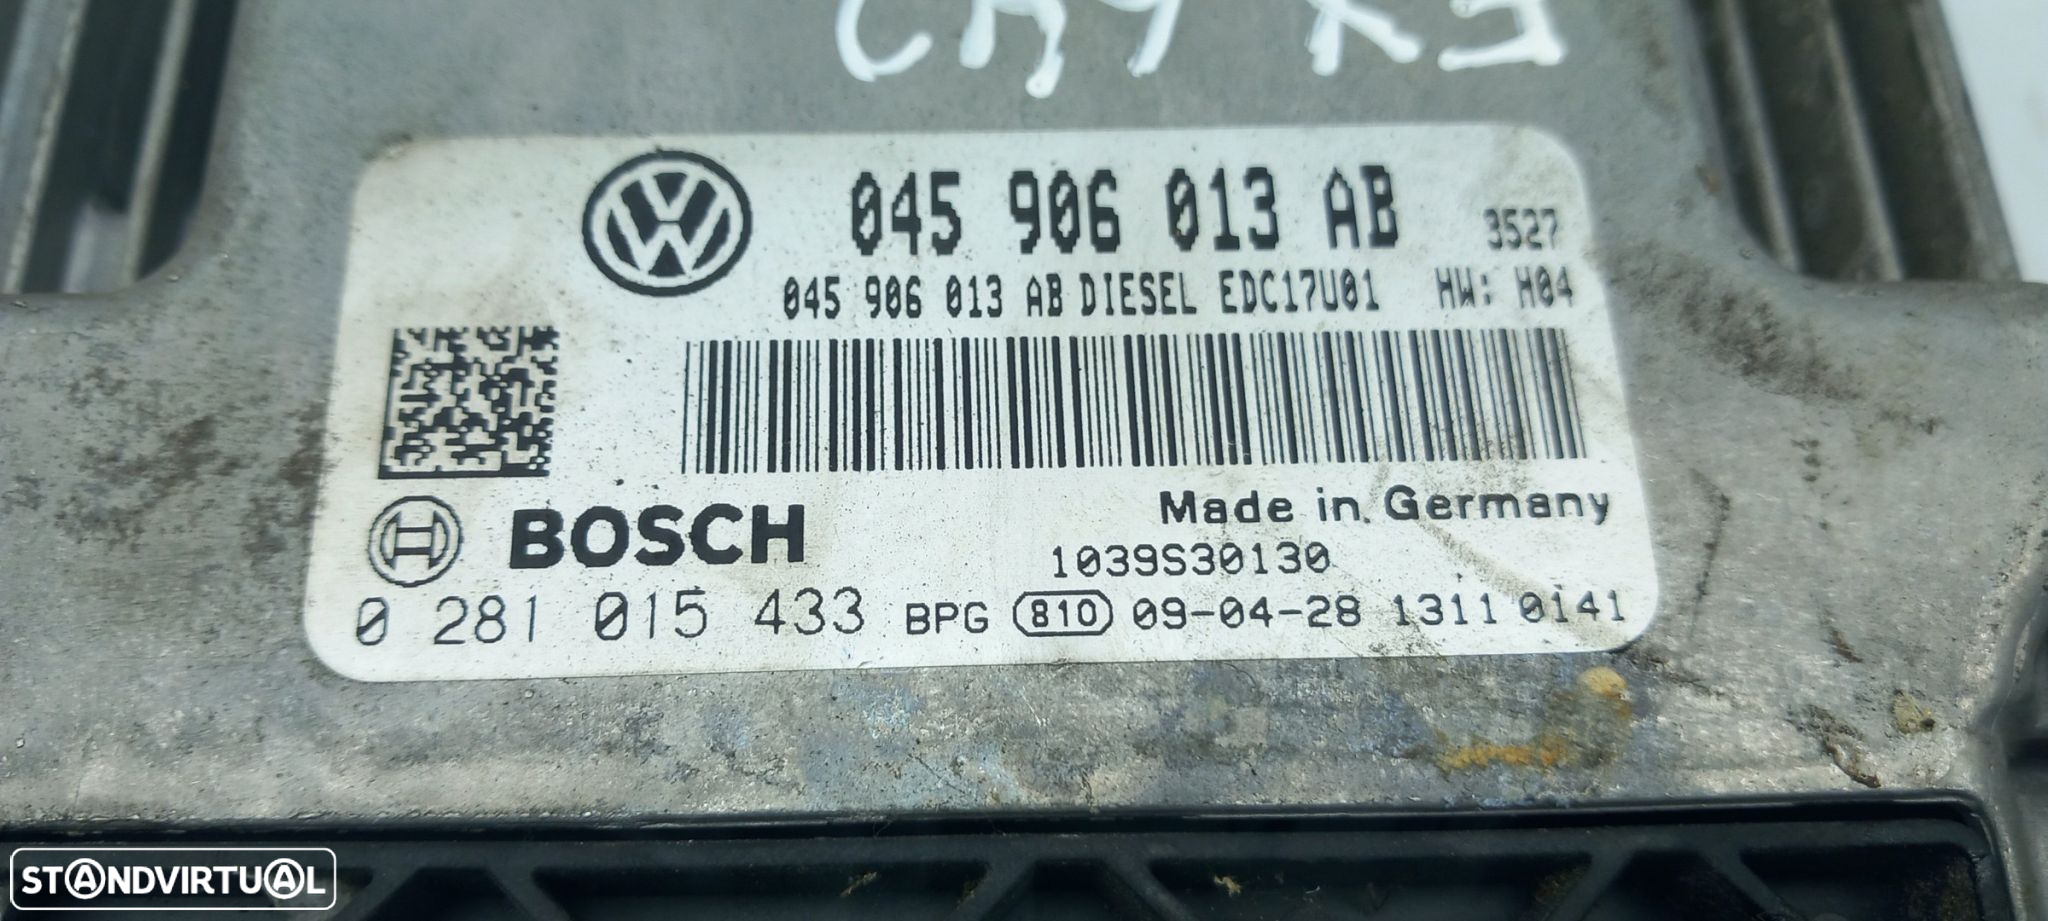 045 906 013 AB 3527
045 906 013 AB DIESEL EDC17U01 HW: H04
Made in Germany
BOSCH
1039S30130
0 281 015 433 BPG 810 09-04-28 1311 0141
STANDVIRTUAL